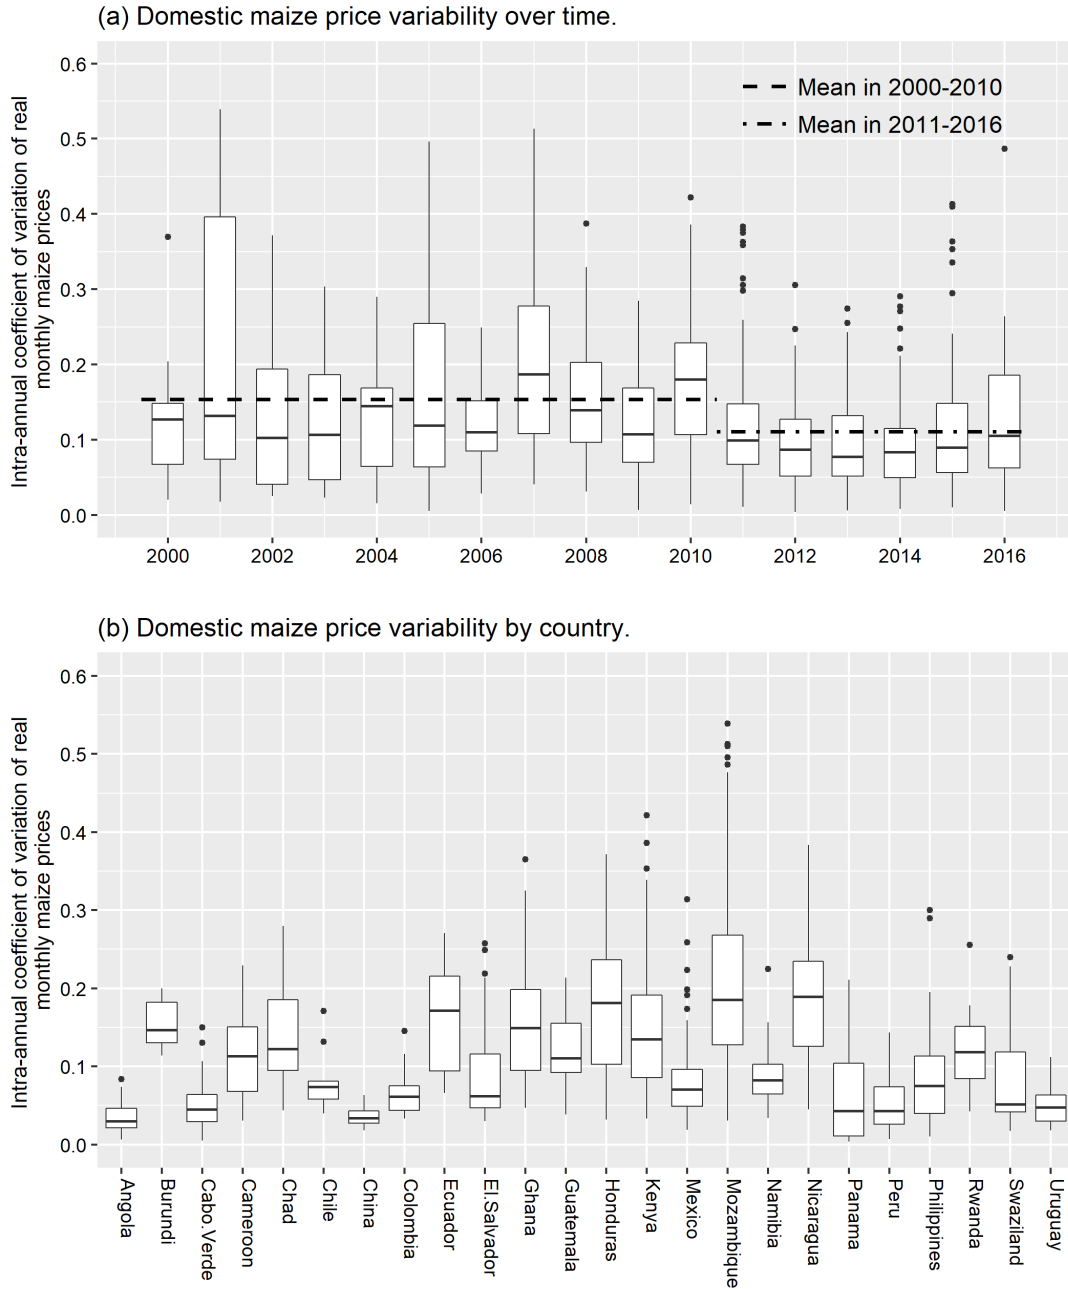 (a) Domestic maize price variability over time.
Intra-annual coefficient of variation of real
monthly maize prices
0.6
0.5
0.4
0.3
0.2
0.1
0.0
Mean in 2000-2010
Mean in 2011-2016
2000 2002 2004 2006 2008 2010 2012 2014 2016
(b) Domestic maize price variability by country.
Intra-annual coefficient of variation of real
monthly maize prices
0.6
0.5
0.4
0.3
0.2
0.1
0.0
Angola
Burundi
Cabo.Verde
Cameroon
Chad
Chile
China
Colombia
Ecuador
El.Salvador
Ghana
Guatemala
Honduras
Kenya
Mexico
Mozambique
Namibia
Nicaragua
Panama
Peru
Philippines
Rwanda
Swaziland
Uruguay